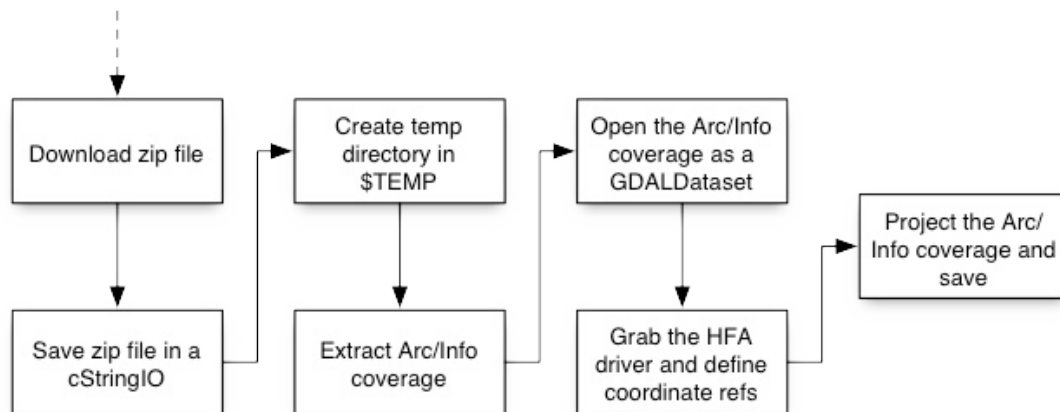 Download zip file
Save zip file in a
cStringIO
Create temp
directory in
$TEMP
Extract Arc/Info
coverage
Open the Arc/Info
coverage as a
GDALDataset
Grab the HFA
driver and define
coordinate refs
Project the Arc/
Info coverage and
save